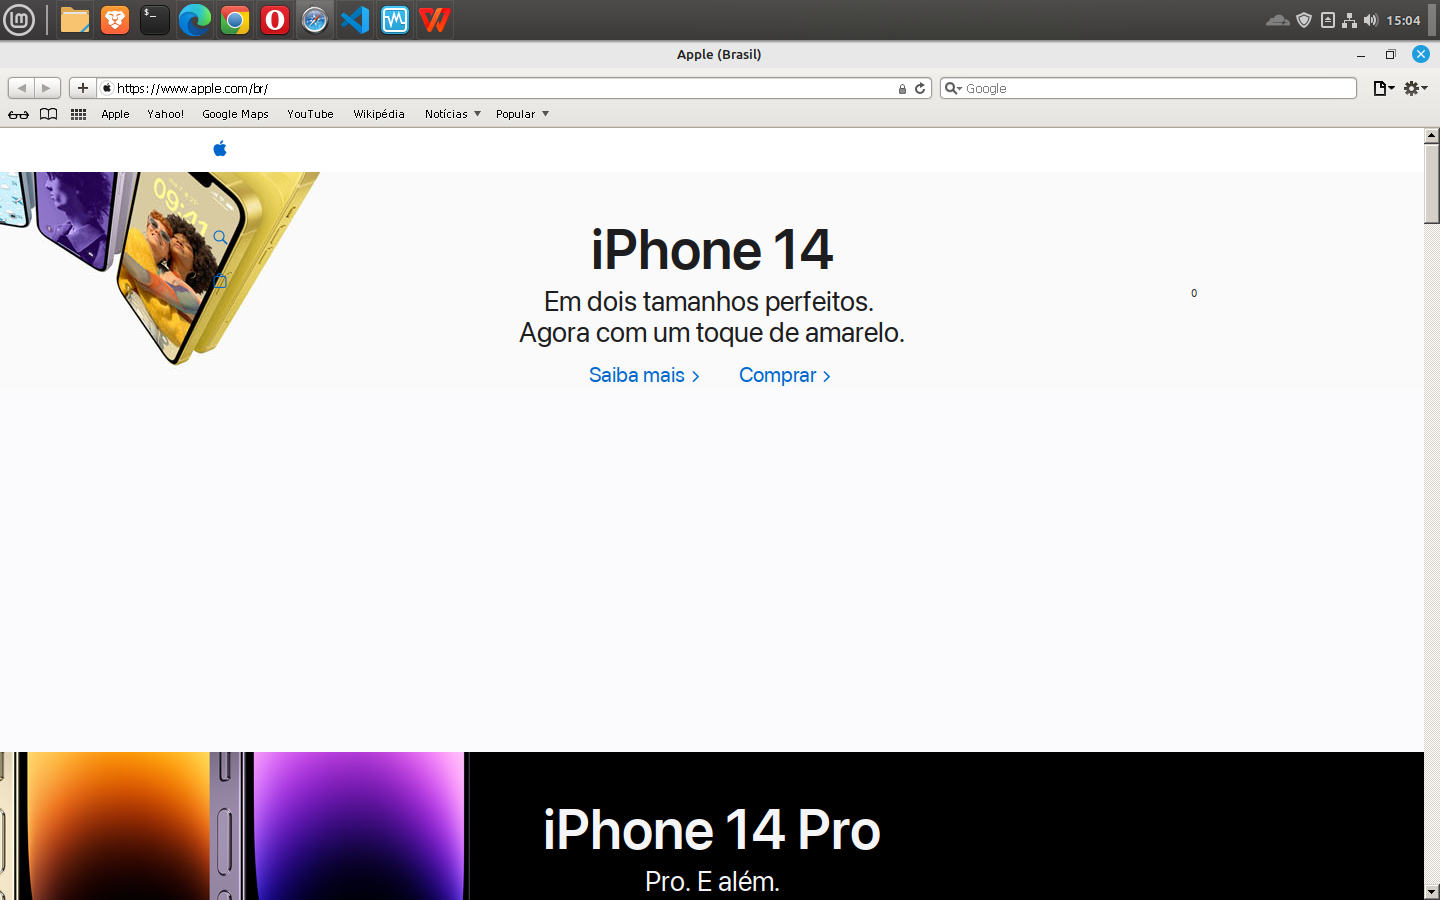 15:04
Apple (Brasil)
https://www.apple.com/br/
Google
Apple Yahoo! Google Maps YouTube Wikipédia Notícias Popular
09:41
iPhone 14
Em dois tamanhos perfeitos.
Agora com um toque de amarelo.
0
Saiba mais Comprar
iPhone 14 Pro
Pro. E além.